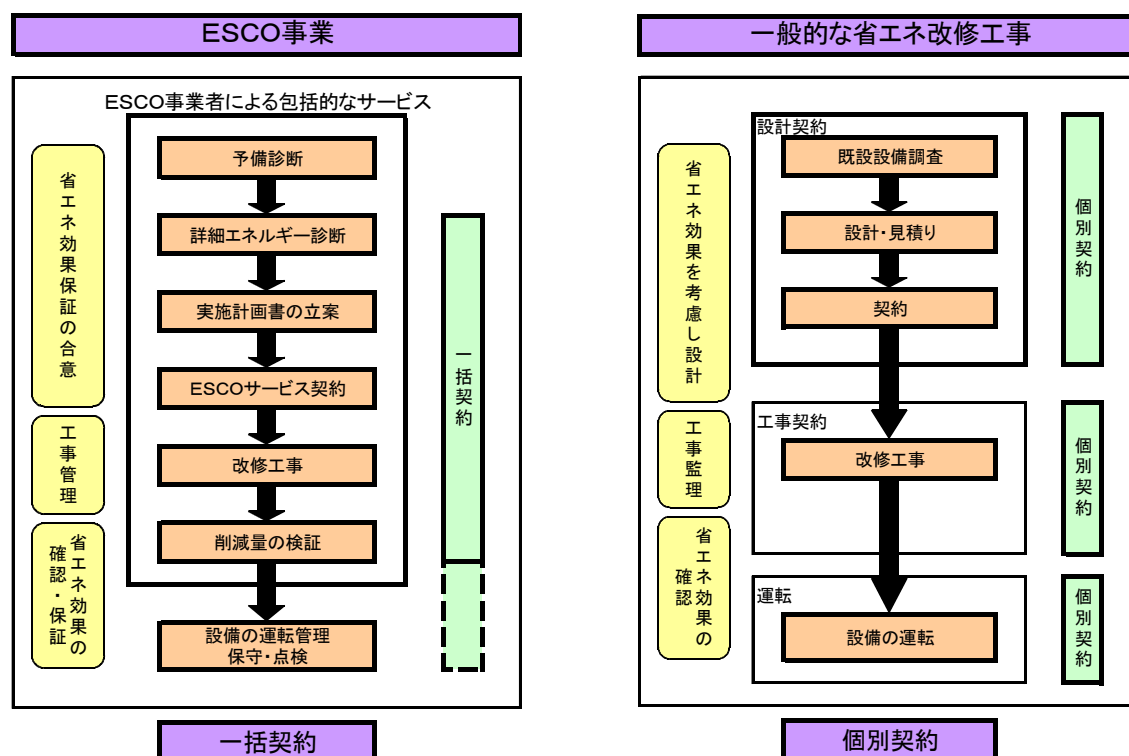 ESCO事業
ESCO事業者による包括的なサービス
予備診断
詳細エネルギー診断
実施計画書の立案
ESCOサービス契約
改修工事
削減量の検証
設備の運転管理
保守・点検
省エネ効果保証の合意
工事管理
省エネ効果の
確認・保証
一括契約
一括契約
一般的な省エネ改修工事
設計契約
既設設備調査
設計・見積り
契約
工事契約
改修工事
運転
設備の運転
省エネ効果を考慮し設計
工事監理
省エネ効果の
確認
個別契約
個別契約
個別契約
個別契約